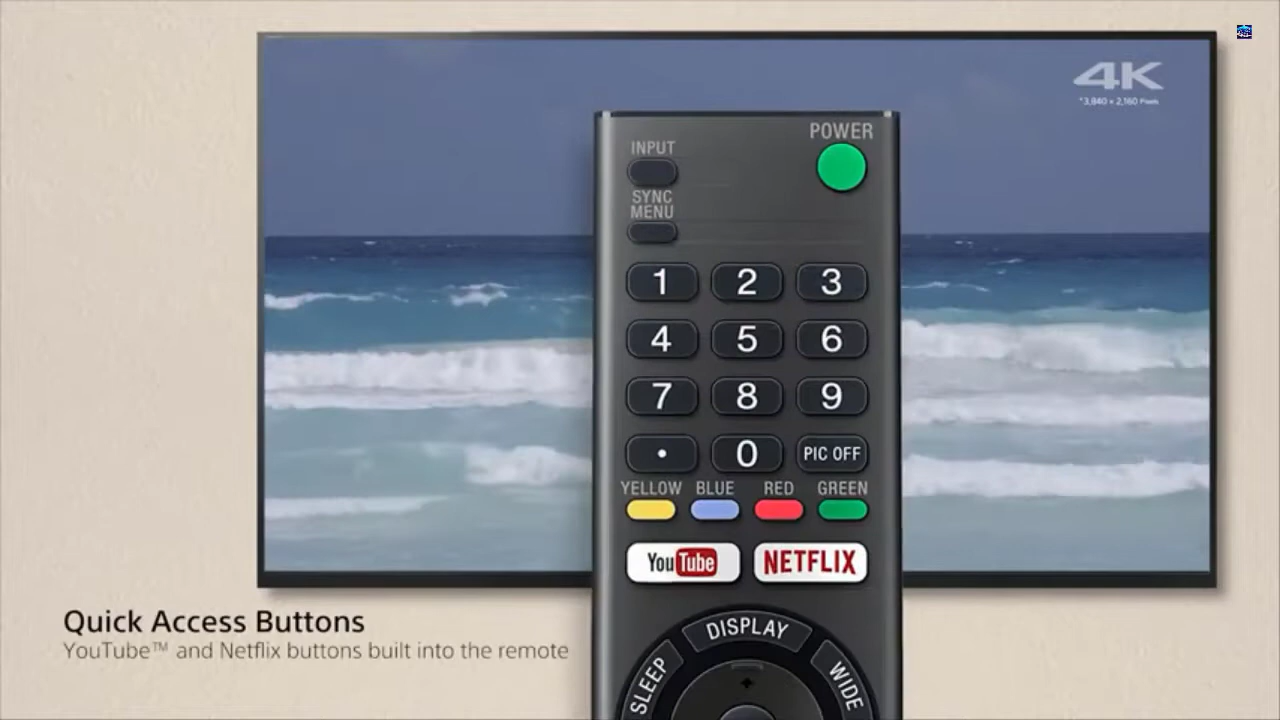 4K
*3,840 x 2,160 Pixels
POWER
INPUT
SYNC
MENU
1 2 3
4 5 6
7 8 9
. 0 PIC OFF
YELLOW BLUE RED GREEN
YouTube NETFLIX
DISPLAY
SLEEP WIDE
Quick Access Buttons
YouTube™ and Netflix buttons built into the remote